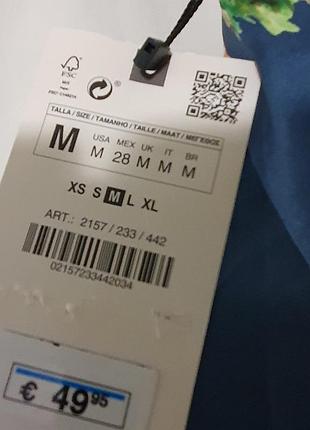 FSC
MIX
TALLA / SIZE / TAMANHO / TAILLE / MAAT /
M
USA MEX UK IT BR
M 28 M M M
XS S M L XL
ART.: 2157 / 233 / 442
02157233442034
€ 49 95